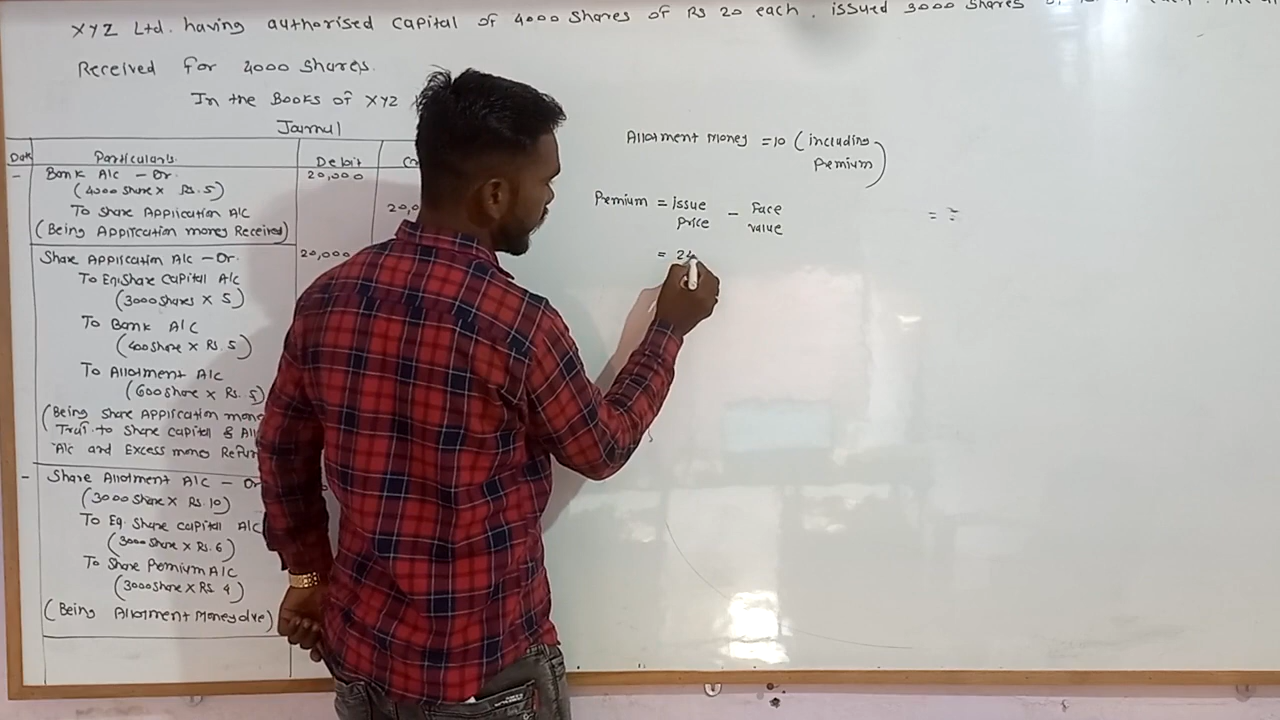 XYZ Ltd. having authorised capital of 4000 shares of Rs 20 each. issued 3000 shares
Received for 4000 shares.
In the Books of XYZ
Journal
Date Particulars Debit
- Bank A/C - Dr 20,000
(4000 share x Rs. 5)
To Share Application A/C
(Being Application money Received)
Share Application A/C - Dr. 20,000
To Eq. Share Capital A/C
(3000 shares x 5)
To Bank A/C
(400 share x Rs. 5)
To Allotment A/C
(600 share x Rs. 5)
(Being Share Application
Tran. to Share capital &
A/c and Excess money
- Share Allotment A/C - Dr
(3000 share x Rs. 10)
To Eq. Share capital A/C
(3000 share x Rs. 6)
To Share Premium A/C
(3000 share x Rs 4)
(Being Allotment Money due)
Allotment Money = 10 (including
Premium)
Premium = issue price - Face value
= 24